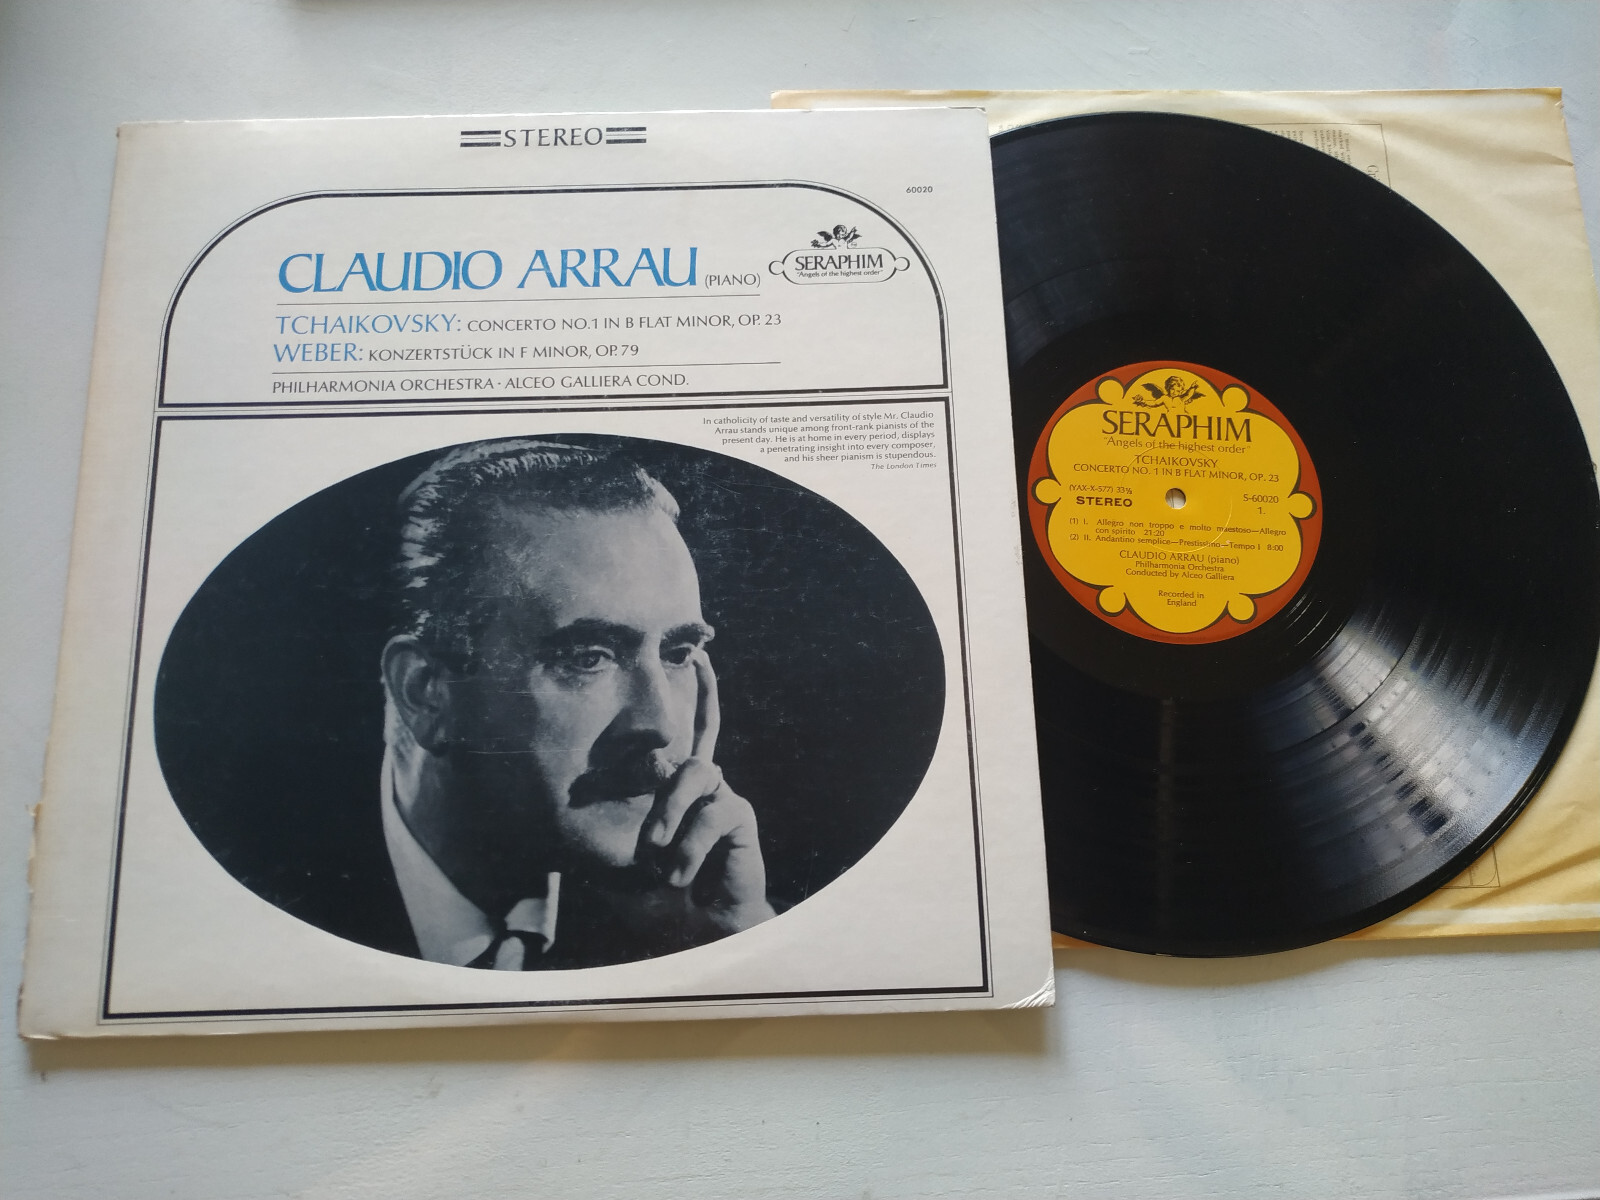 STEREO
60020
CLAUDIO ARRAU (PIANO)
SERAPHIM
"Angels of the highest order"
TCHAIKOVSKY: CONCERTO NO.1 IN B FLAT MINOR, OP. 23
WEBER: KONZERTSTÜCK IN F MINOR, OP. 79
PHILHARMONIA ORCHESTRA · ALCEO GALLIERA COND.
In catholicity of taste and versatility of style Mr. Claudio
Arrau stands unique among front-rank pianists of the
present day. He is at home in every period, displays
a penetrating insight into every composer,
and his sheer pianism is stupendous.
The London Times
SERAPHIM
"Angels of the highest order"
TCHAIKOVSKY
CONCERTO NO. 1 IN B FLAT MINOR, OP. 23
(YAX-X-577) 33⅓
STEREO
S-60020
1.
(1) I. Allegro non troppo e molto maestoso—Allegro
con spirito 21:20
(2) II. Andantino semplice—Prestissimo—Tempo I 8:00
CLAUDIO ARRAU (piano)
Philharmonia Orchestra
Conducted by Alceo Galliera
Recorded in
England